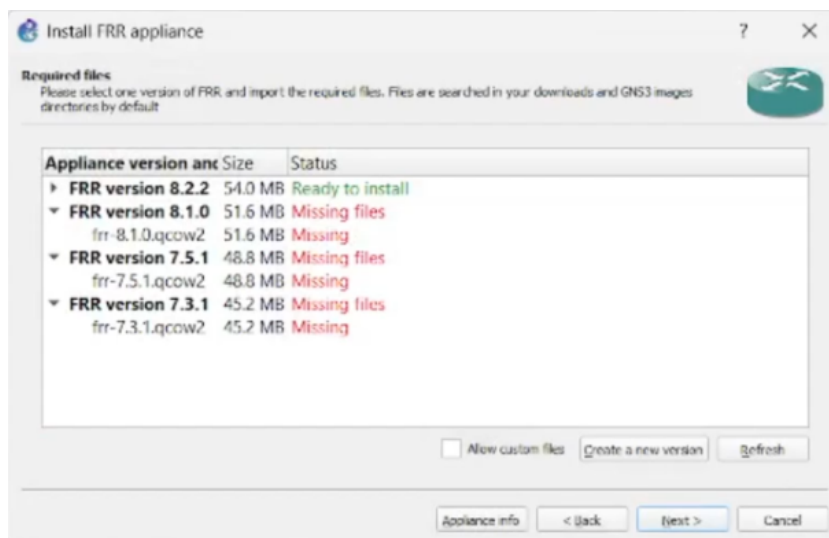 Install FRR appliance
?
Required files
Please select one version of FRR and import the required files. Files are searched in your downloads and GNS3 images
directories by default
Appliance version anc Size Status
FRR version 8.2.2 54.0 MB Ready to install
FRR version 8.1.0 51.6 MB Missing files
frr-8.1.0.qcow2 51.6 MB Missing
FRR version 7.5.1 48.8 MB Missing files
frr-7.5.1.qcow2 48.8 MB Missing
FRR version 7.3.1 45.2 MB Missing files
frr-7.3.1.qcow2 45.2 MB Missing
Allow custom files Create a new version Refresh
Appliance info < Back Next > Cancel